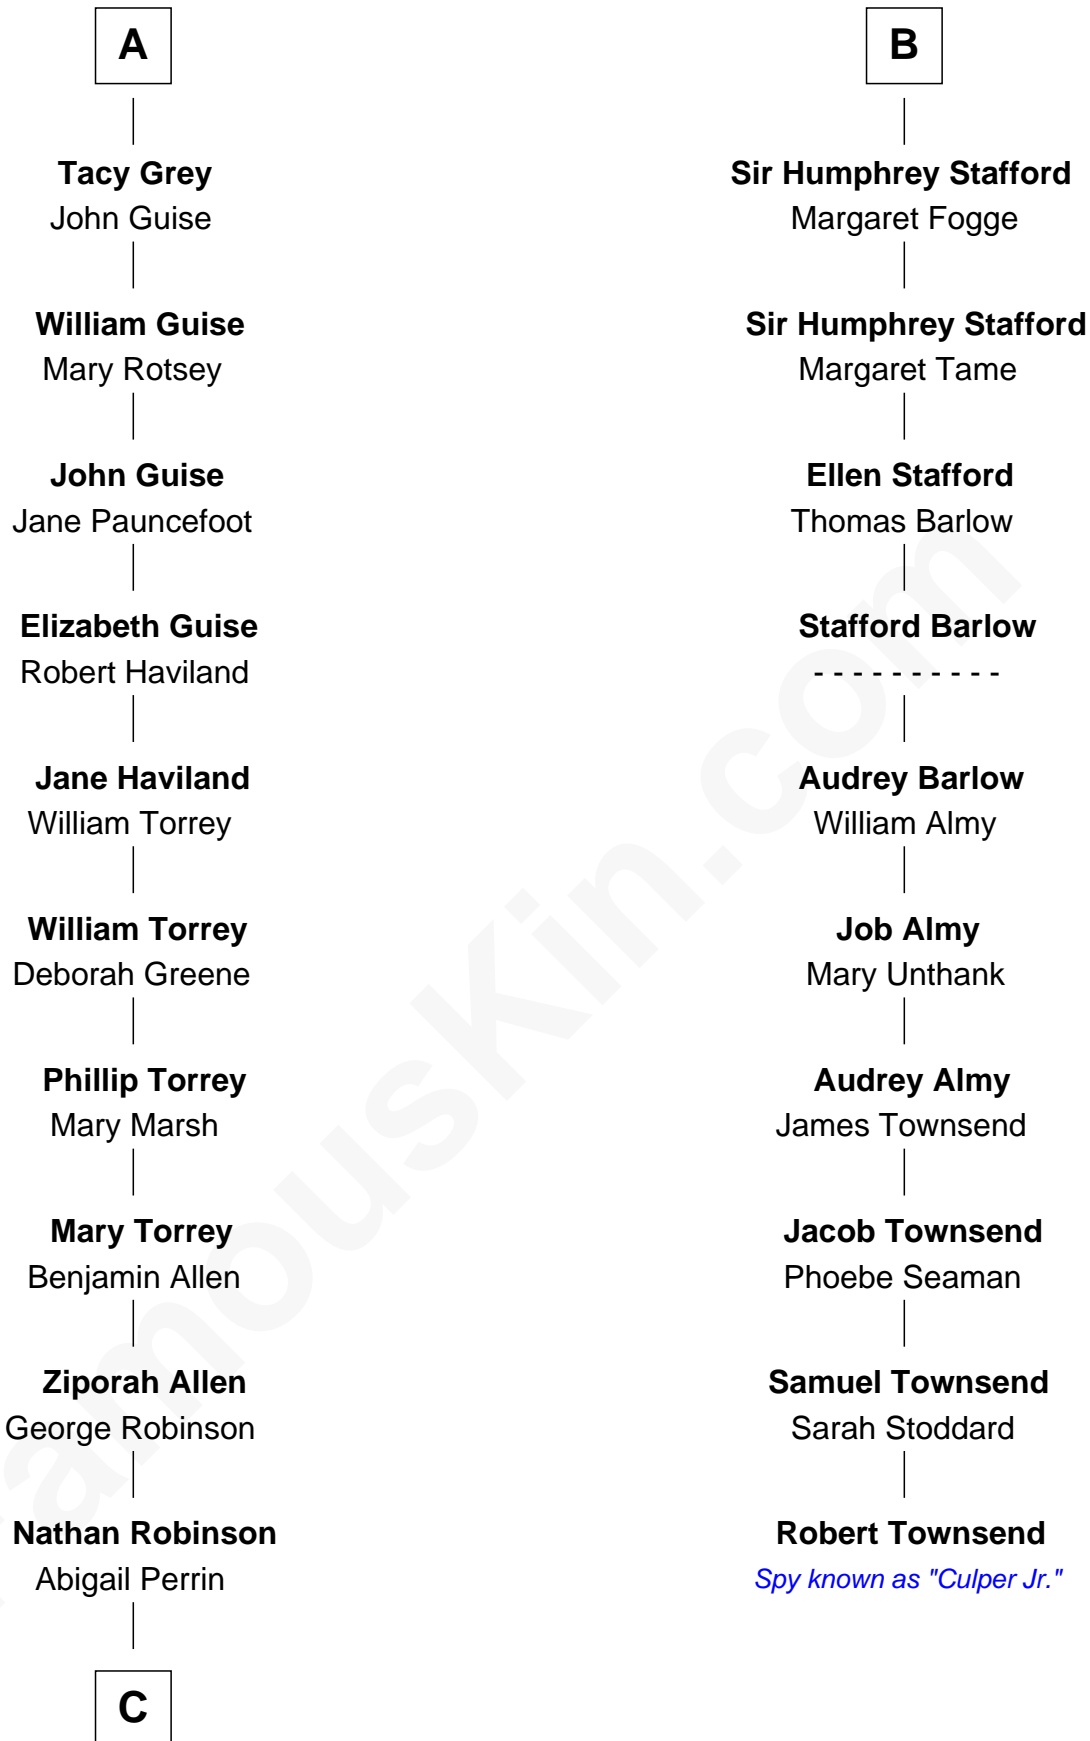 A
Tacy Grey
John Guise
William Guise
Mary Rotsey
John Guise
Jane Pauncefoot
Elizabeth Guise
Robert Haviland
Jane Haviland
William Torrey
William Torrey
Deborah Greene
Phillip Torrey
Mary Marsh
Mary Torrey
Benjamin Allen
Ziporah Allen
George Robinson
Nathan Robinson
Abigail Perrin
C
B
Sir Humphrey Stafford
Margaret Fogge
Sir Humphrey Stafford
Margaret Tame
Ellen Stafford
Thomas Barlow
Stafford Barlow
- - - - - - - - - -
Audrey Barlow
William Almy
Job Almy
Mary Unthank
Audrey Almy
James Townsend
Jacob Townsend
Phoebe Seaman
Samuel Townsend
Sarah Stoddard
Robert Townsend
Spy known as "Culper Jr."
FamousKin.com